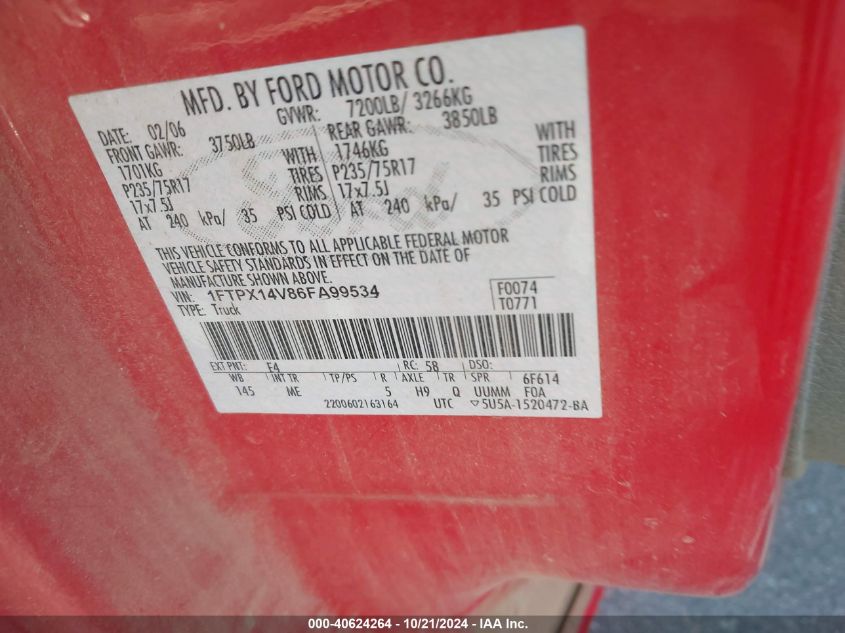 MFD. BY FORD MOTOR CO.
DATE: 02/06 GVWR: 7200LB/ 3266KG
FRONT GAWR: 3750LB REAR GAWR: 3850LB
1701KG WITH 1746KG WITH
P235/75R17 TIRES P235/75R17 TIRES
17x7.5J RIMS 17x7.5J RIMS
AT 240 kPa/ 35 PSI COLD AT 240 kPa/ 35 PSI COLD
THIS VEHICLE CONFORMS TO ALL APPLICABLE FEDERAL MOTOR
VEHICLE SAFETY STANDARDS IN EFFECT ON THE DATE OF
MANUFACTURE SHOWN ABOVE.
VIN: 1FTPX14V86FA99534 F0074
TYPE: Truck T0771
EXT PNT: F4 RC: 58 DSO:
WB INT TR TP/PS R AXLE TR SPR 6F614
145 ME 5 H9 Q UUMM FOA
2200602163164 UTC ▽5U5A-1520472-BA
000-40624264 / 10/21/2024 - IAA Inc.